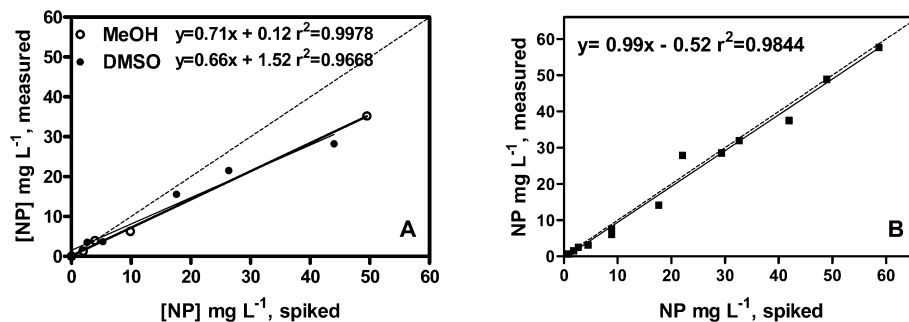 MeOH y=0.71x + 0.12 r²=0.9978
DMSO y=0.66x + 1.52 r²=0.9668
60
50
40
30
20
10
0
[NP] mg L⁻¹, measured
A
0 10 20 30 40 50 60
[NP] mg L⁻¹, spiked
y= 0.99x - 0.52 r²=0.9844
60
50
40
30
20
10
0
NP mg L⁻¹, measured
B
0 10 20 30 40 50 60
NP mg L⁻¹, spiked